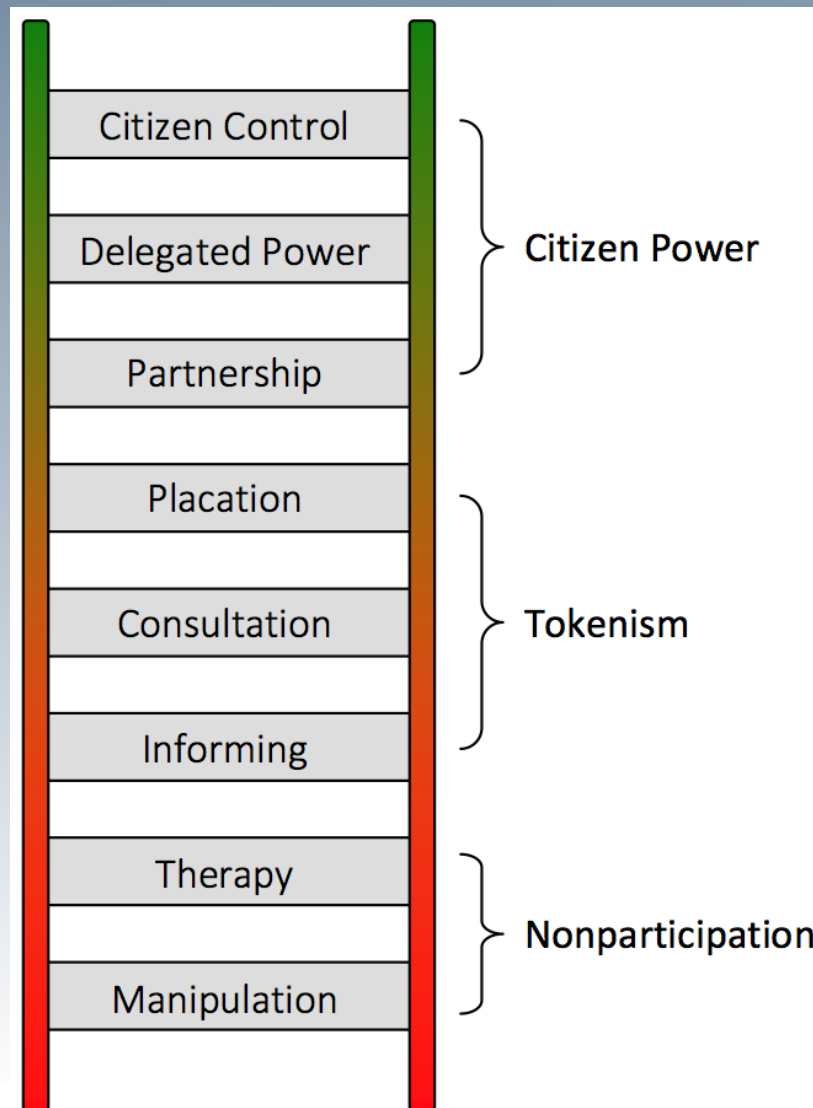 Citizen Control
Delegated Power
Partnership
Citizen Power
Placation
Consultation
Informing
Tokenism
Therapy
Manipulation
Nonparticipation